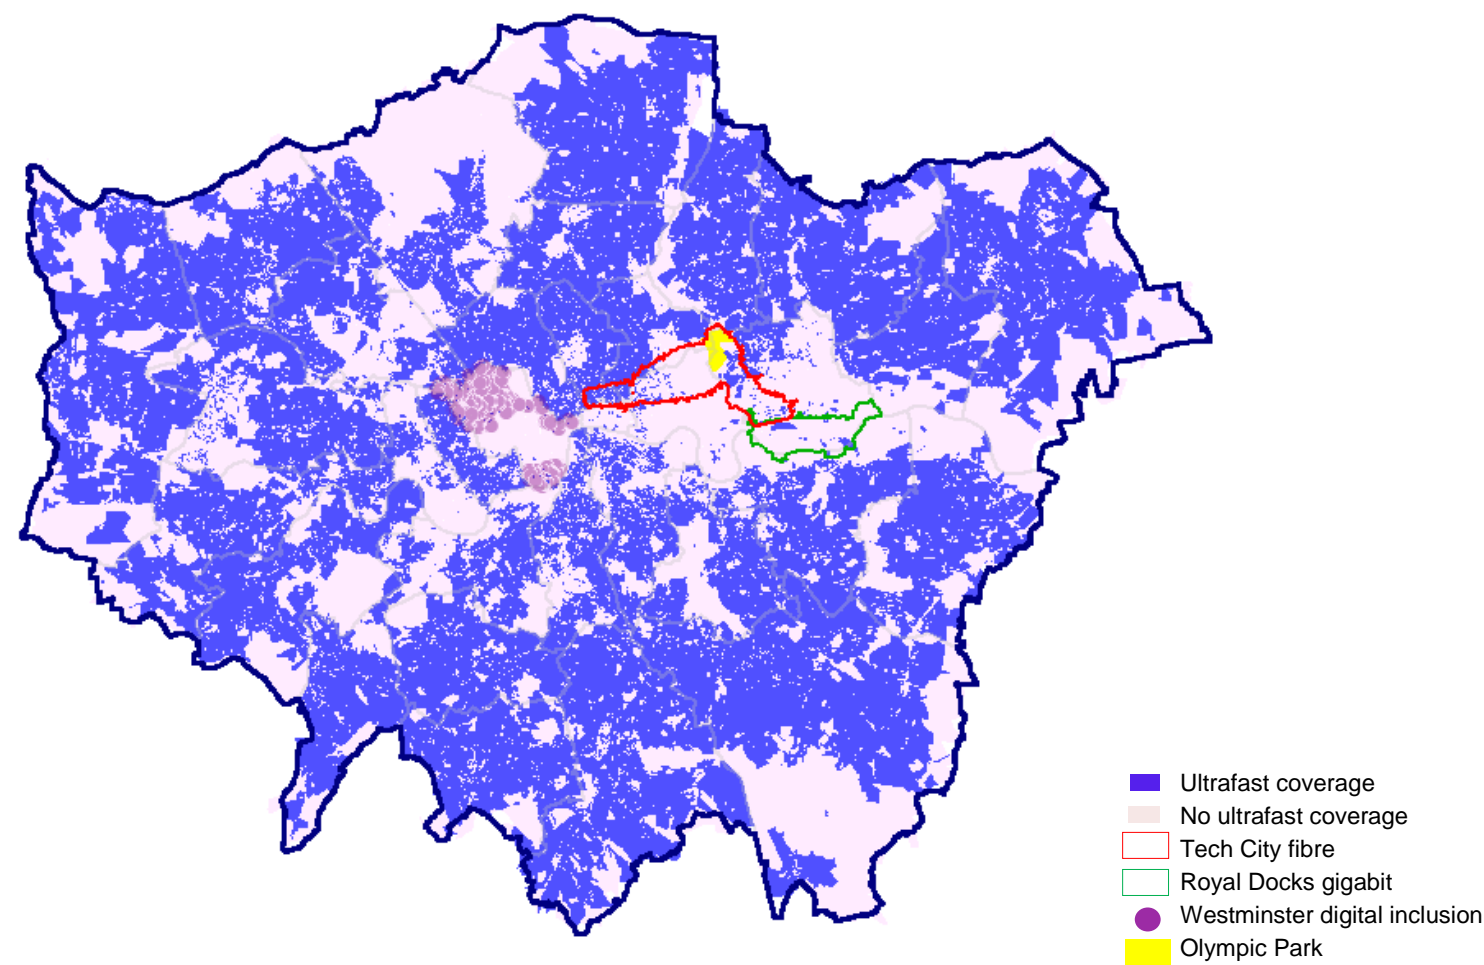 Ultrafast coverage
No ultrafast coverage
Tech City fibre
Royal Docks gigabit
Westminster digital inclusion
Olympic Park